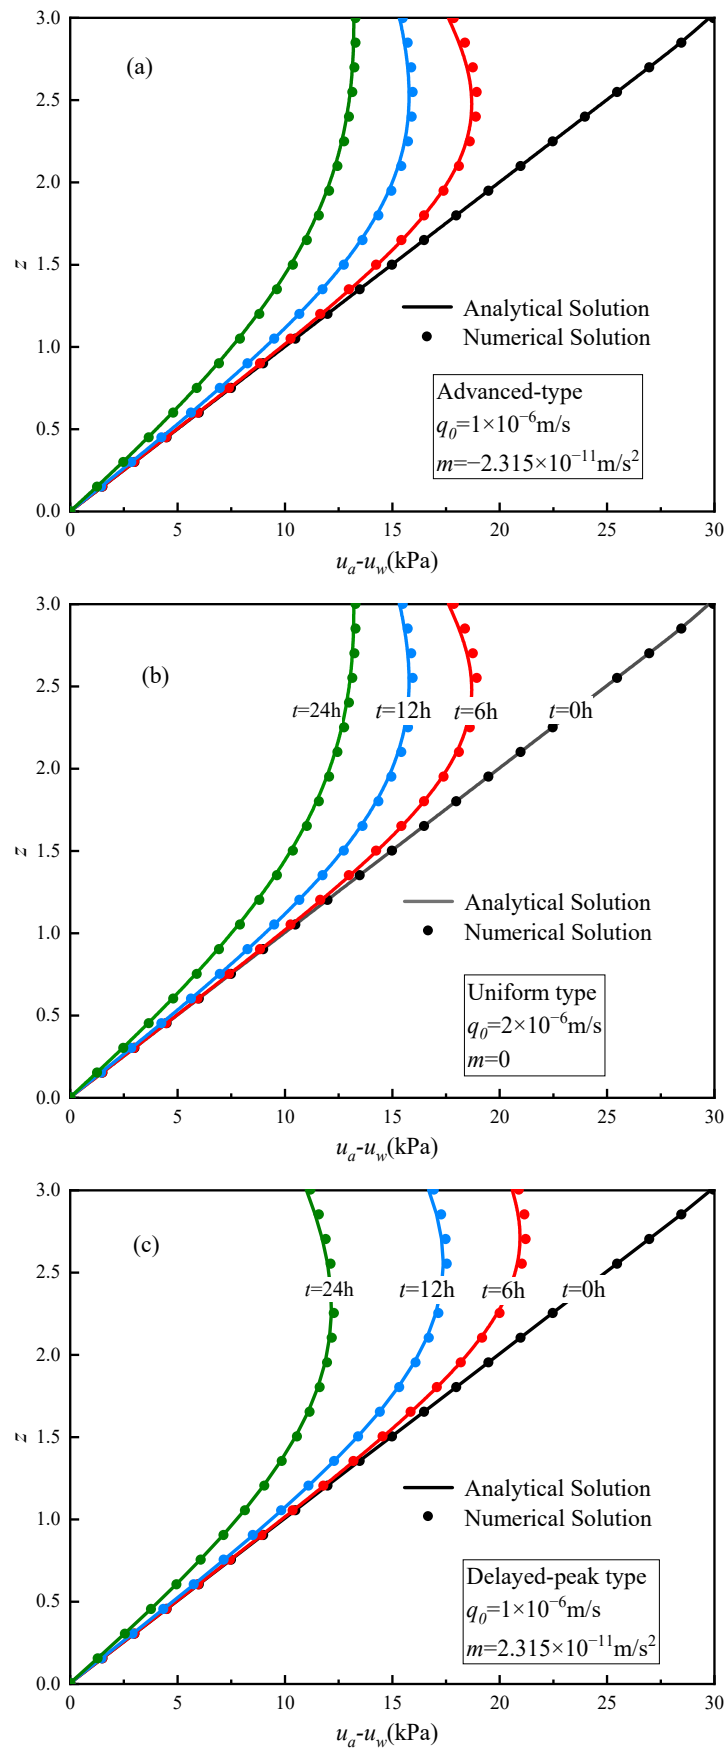 3.0
(a)
2.5
2.0
z
1.5
Analytical Solution
Numerical Solution
1.0
Advanced-type
q₀=1×10⁻⁶m/s
0.5
m=−2.315×10⁻¹¹m/s²
0.0
0 5 10 15 20 25 30
uₐ-u_w(kPa)
3.0
(b)
2.5
t=24h t=12h t=6h t=0h
2.0
z
1.5
Analytical Solution
Numerical Solution
1.0
Uniform type
q₀=2×10⁻⁶m/s
0.5
m=0
0.0
0 5 10 15 20 25 30
uₐ-u_w(kPa)
3.0
(c)
2.5
t=24h t=12h t=6h t=0h
2.0
z
1.5
Analytical Solution
Numerical Solution
1.0
Delayed-peak type
q₀=1×10⁻⁶m/s
0.5
m=2.315×10⁻¹¹m/s²
0.0
0 5 10 15 20 25 30
uₐ-u_w(kPa)